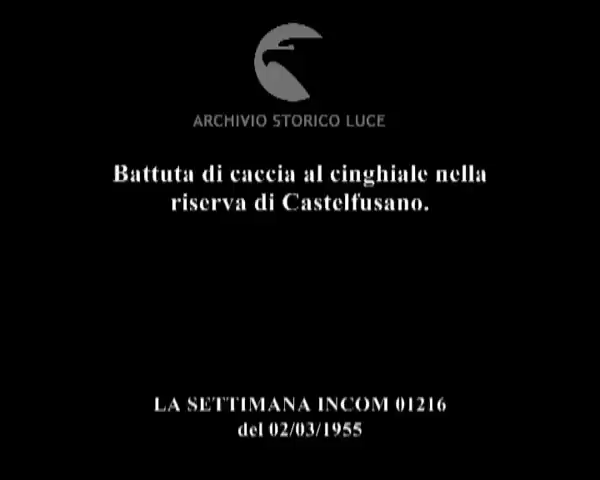 ARCHIVIO STORICO LUCE
Battuta di caccia al cinghiale nella
riserva di Castelfusano.
LA SETTIMANA INCOM 01216
del 02/03/1955